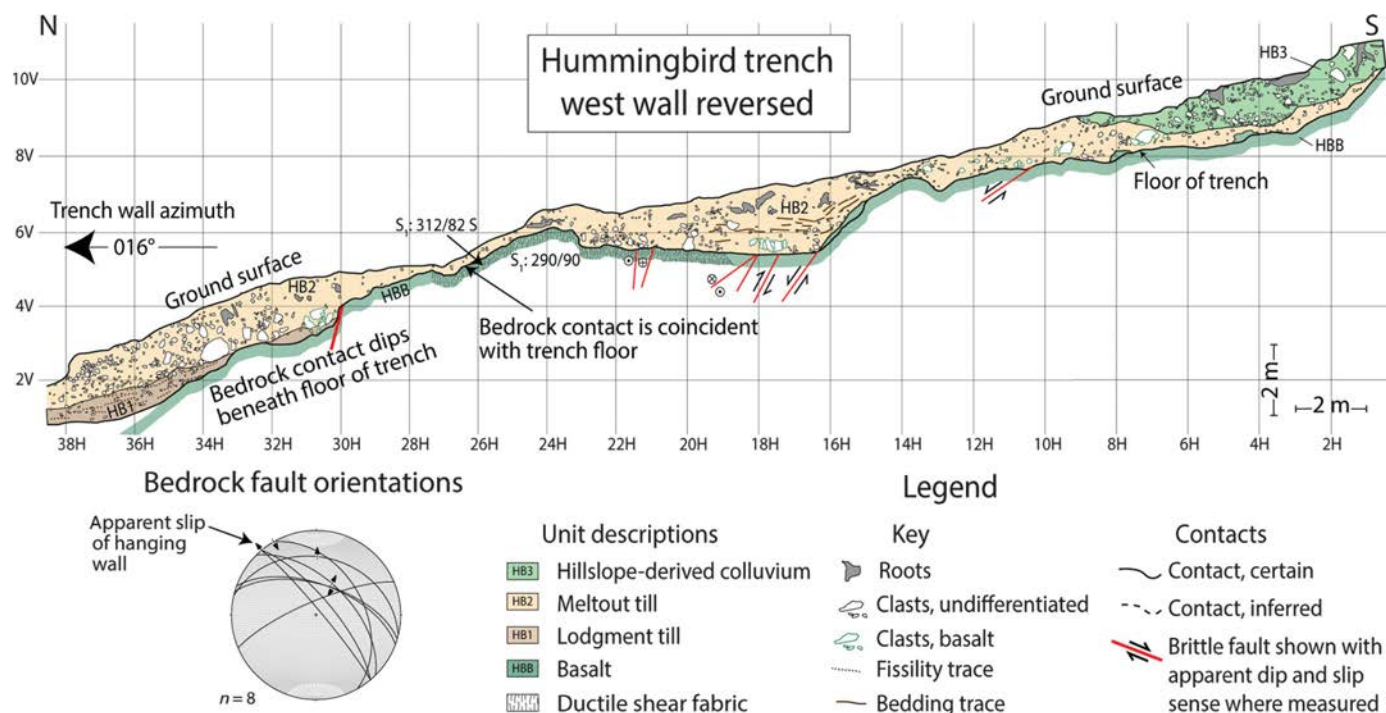 N
S
Hummingbird trench
west wall reversed
10V
8V
6V
4V
2V
HB3
Ground surface
HBB
Floor of trench
HB2
Trench wall azimuth
016°
S₁: 312/82 S
S₁: 290/90
Ground surface
HB2
HBB
Bedrock contact is coincident
with trench floor
Bedrock contact dips
beneath floor of trench
HB1
2 m
2 m
38H 36H 34H 32H 30H 28H 26H 24H 22H 20H 18H 16H 14H 12H 10H 8H 6H 4H 2H
Bedrock fault orientations
Apparent slip
of hanging
wall
n=8
Legend
Unit descriptions
HB3 Hillslope-derived colluvium
HB2 Meltout till
HB1 Lodgment till
HBB Basalt
Ductile shear fabric
Key
Roots
Clasts, undifferentiated
Clasts, basalt
Fissility trace
Bedding trace
Contacts
Contact, certain
Contact, inferred
Brittle fault shown with
apparent dip and slip
sense where measured